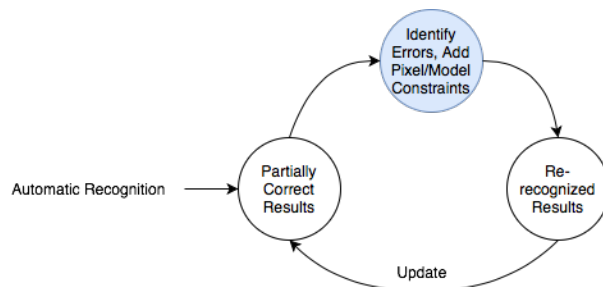 Identify
Errors, Add
Pixel/Model
Constraints
Automatic Recognition
Partially
Correct
Results
Re-
recognized
Results
Update